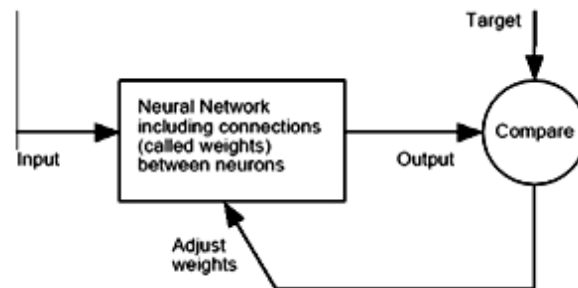 Target
Neural Network
including connections
(called weights)
between neurons
Compare
Input
Output
Adjust
weights